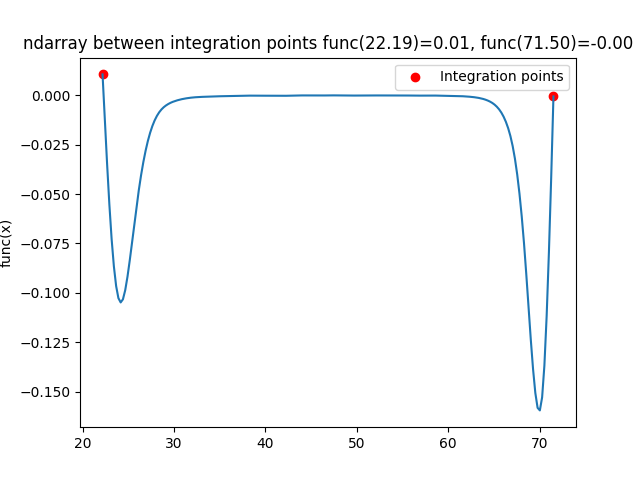 ndarray between integration points func(22.19)=0.01, func(71.50)=-0.00
Integration points
0.000
−0.025
−0.050
−0.075
−0.100
−0.125
−0.150
func(x)
20 30 40 50 60 70